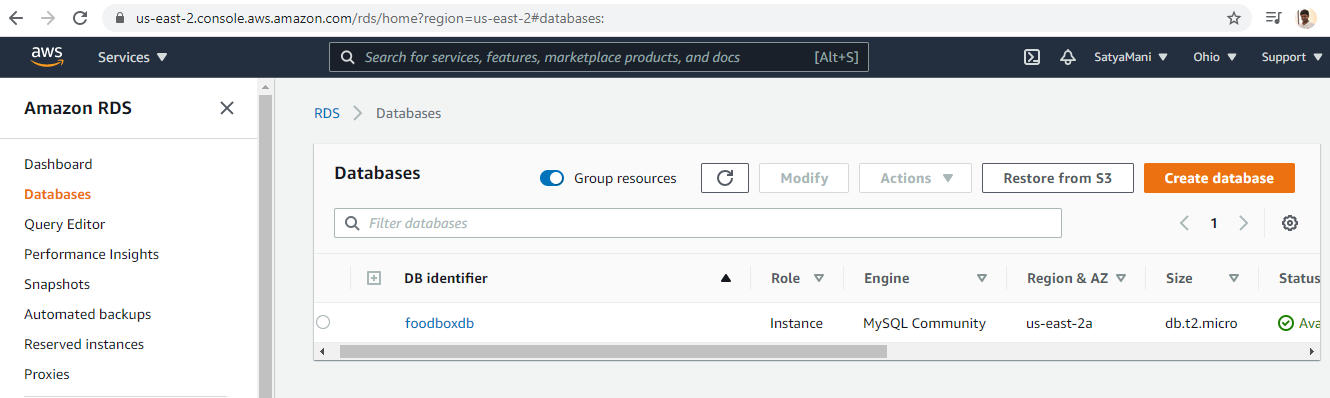 us-east-2.console.aws.amazon.com/rds/home?region=us-east-2#databases:
aws Services Search for services, features, marketplace products, and docs [Alt+S] SatyaMani Ohio Support
Amazon RDS
Dashboard
Databases
Query Editor
Performance Insights
Snapshots
Automated backups
Reserved instances
Proxies
RDS Databases
Databases Group resources Modify Actions Restore from S3 Create database
Filter databases 1
DB identifier Role Engine Region & AZ Size Status
foodboxdb Instance MySQL Community us-east-2a db.t2.micro Ava